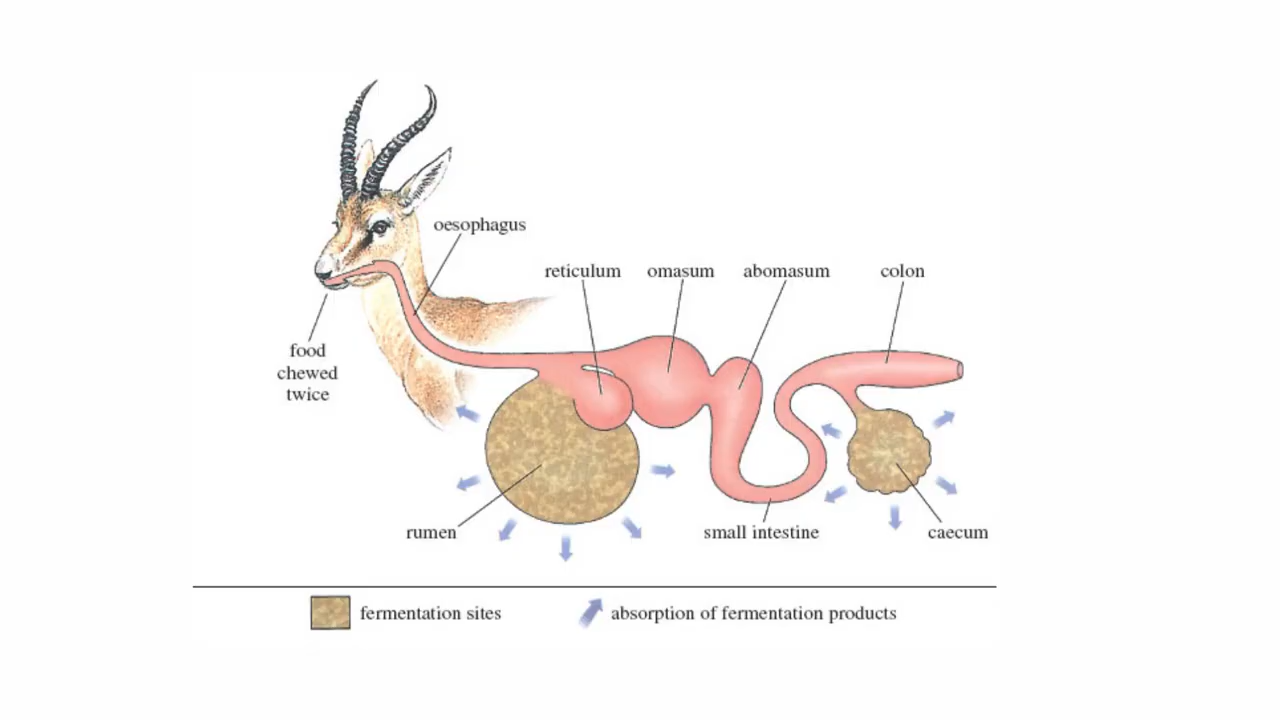 oesophagus
reticulum
omasum
abomasum
colon
food
chewed
twice
rumen
small intestine
caecum
fermentation sites
absorption of fermentation products